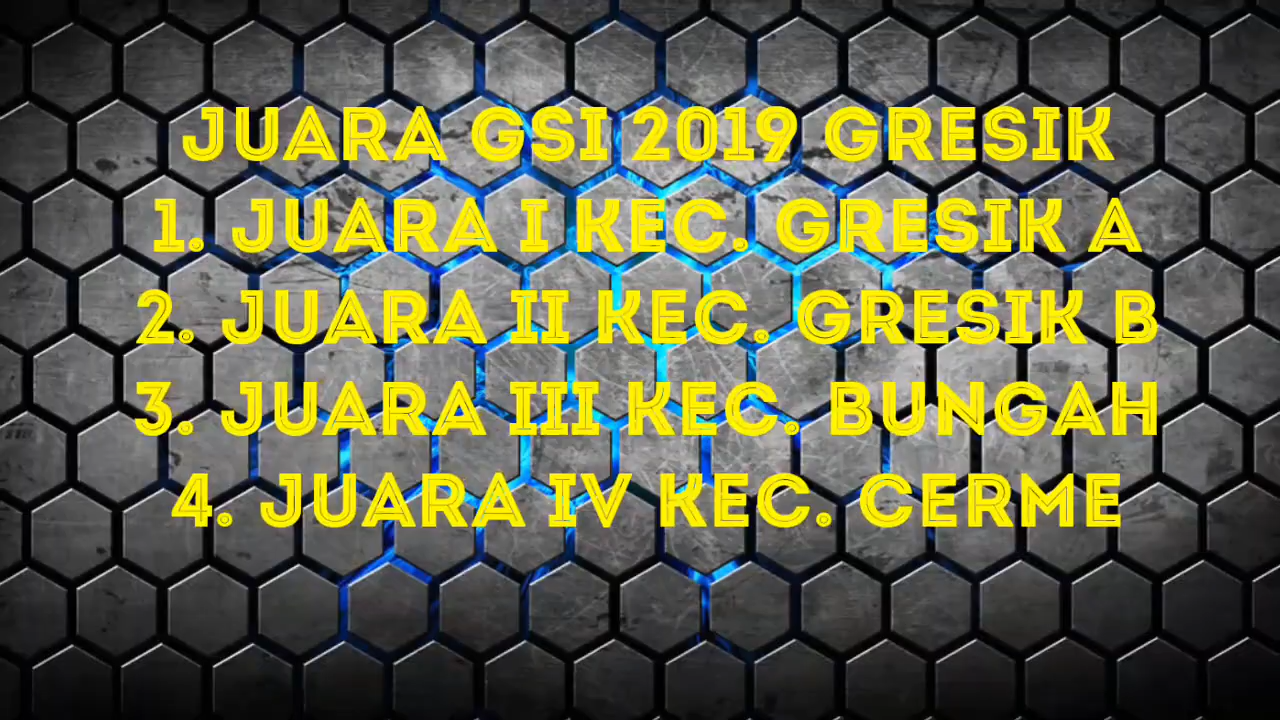 JUARA GSI 2019 GRESIK
1. JUARA I KEC. GRESIK A
2. JUARA II KEC. GRESIK B
3. JUARA III KEC. BUNGAH
4. JUARA IV KEC. CERME